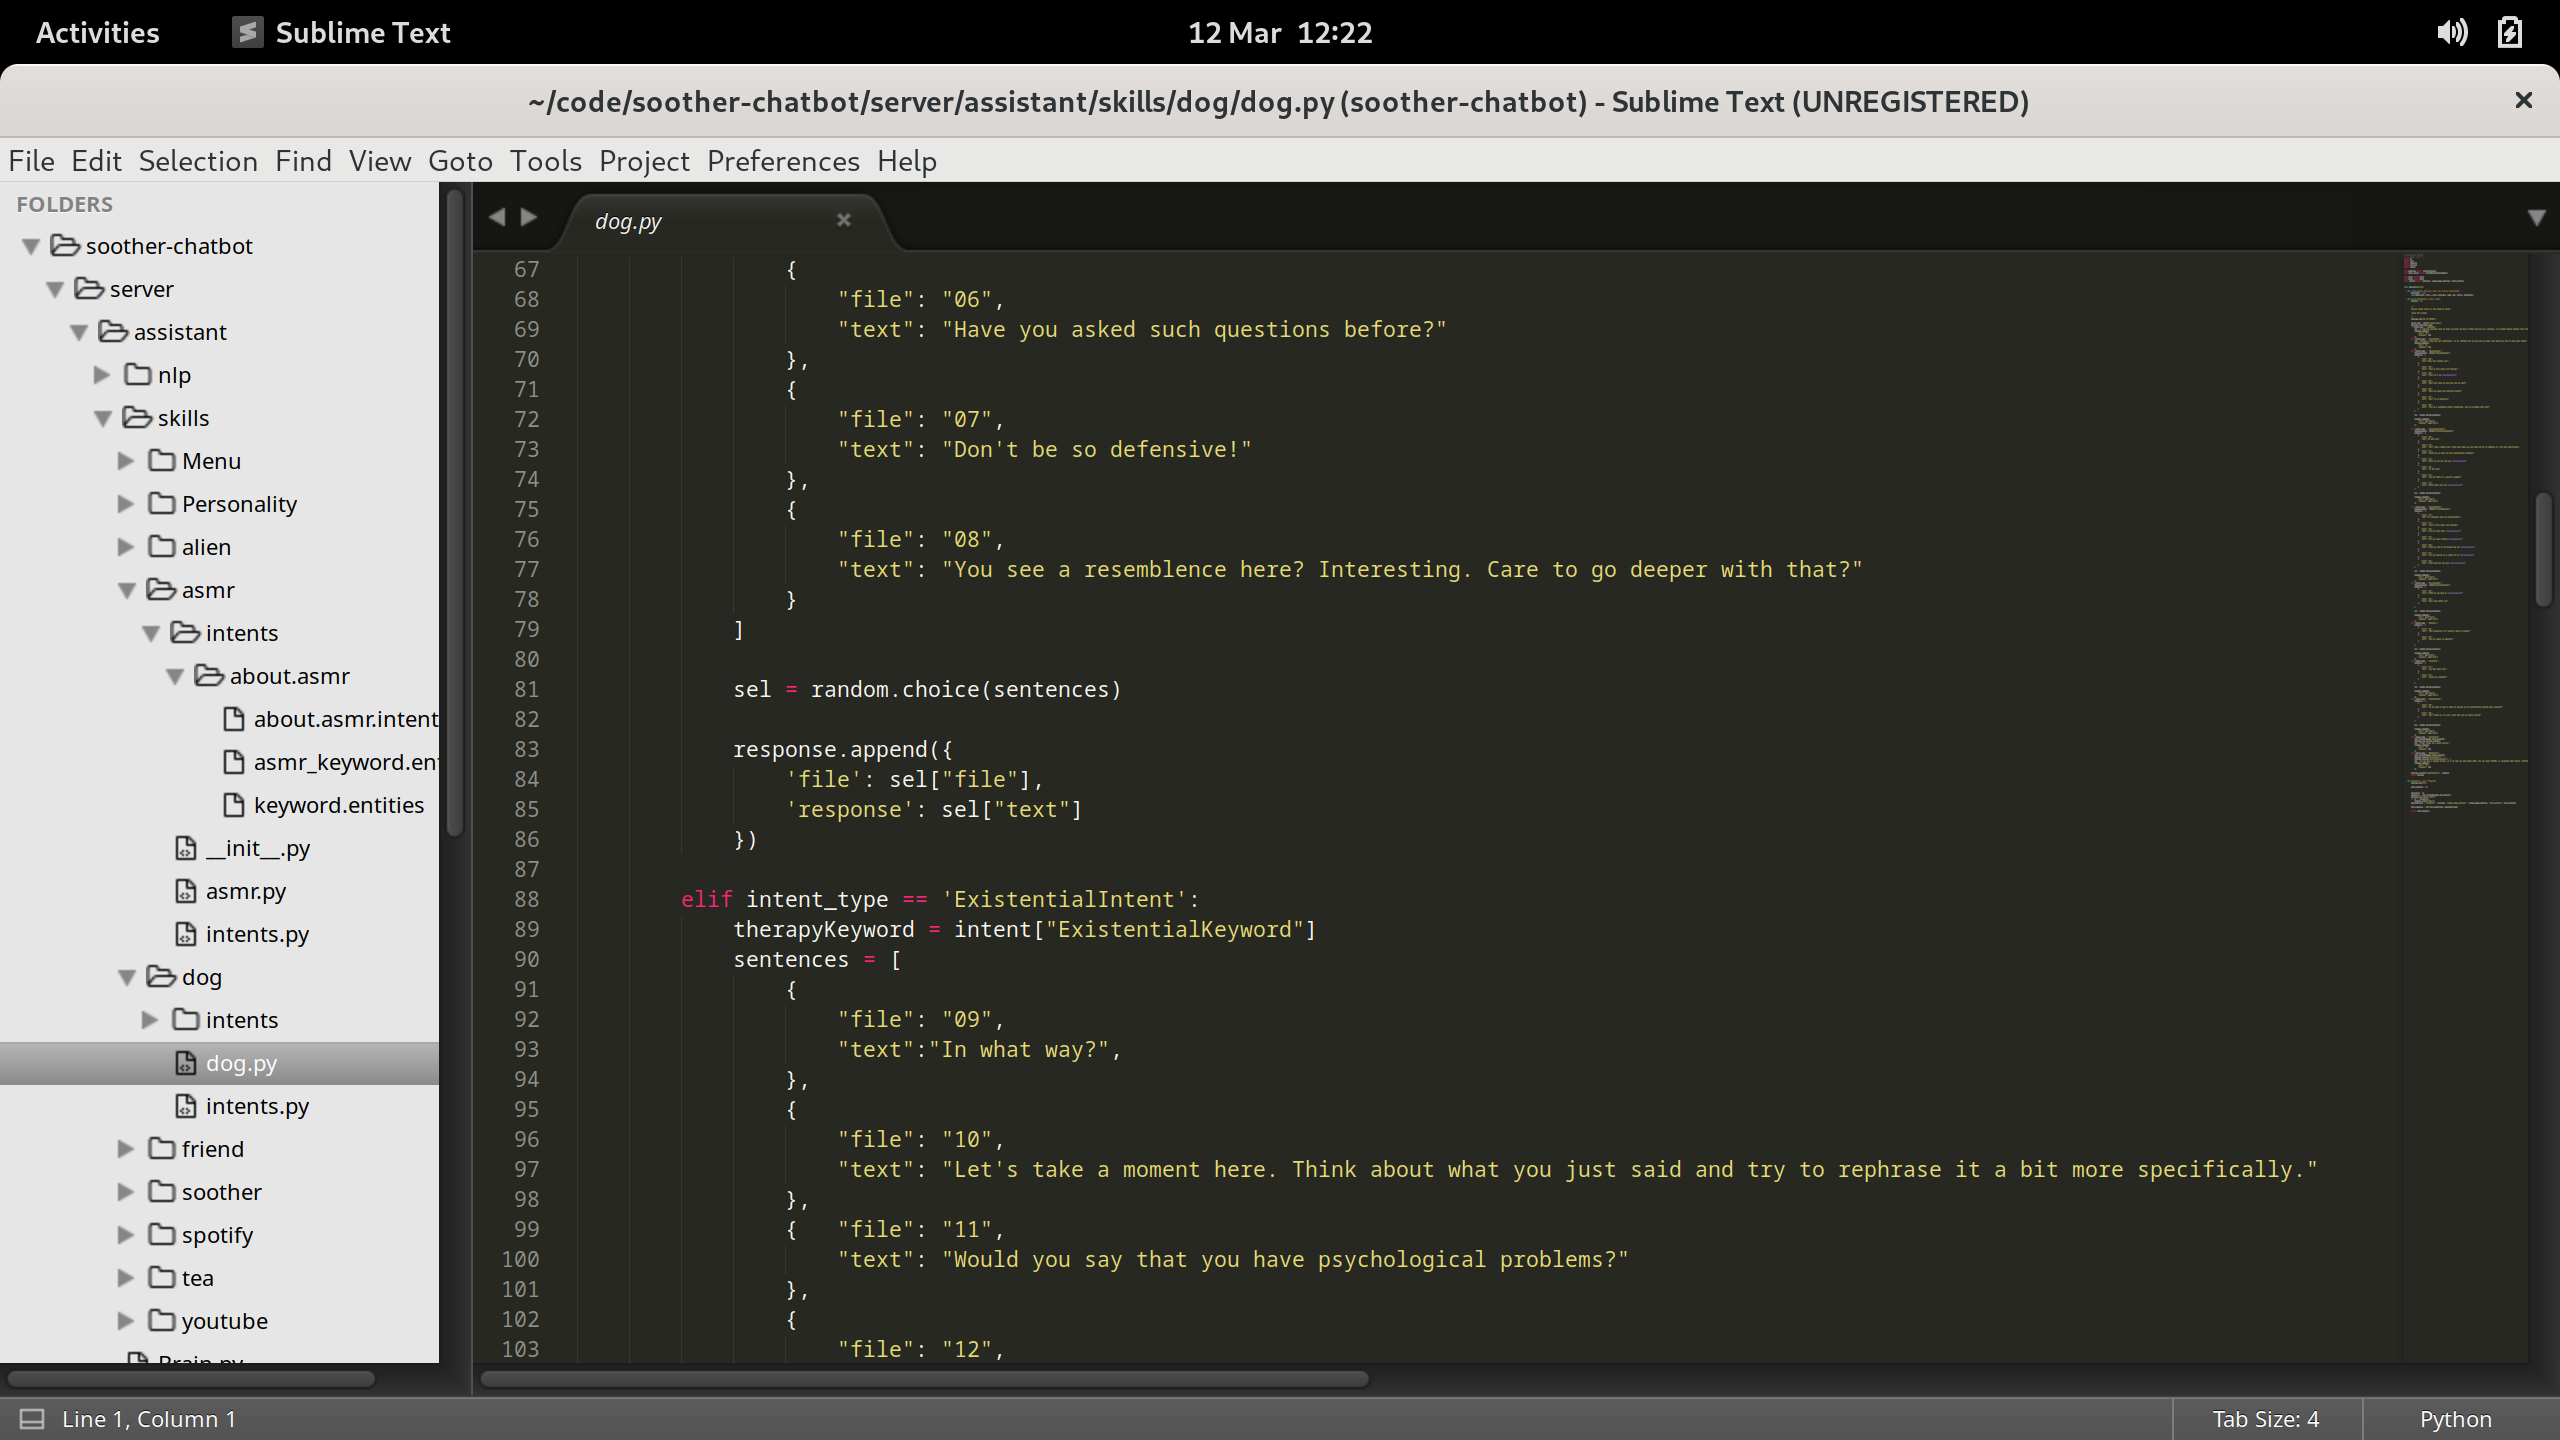 Activities Sublime Text 12 Mar 12:22
~/code/soother-chatbot/server/assistant/skills/dog/dog.py (soother-chatbot) - Sublime Text (UNREGISTERED)
File Edit Selection Find View Goto Tools Project Preferences Help
FOLDERS
soother-chatbot
server
assistant
nlp
skills
Menu
Personality
alien
asmr
intents
about.asmr
about.asmr.intent
asmr_keyword.en
keyword.entities
__init__.py
asmr.py
intents.py
dog
intents
dog.py
intents.py
friend
soother
spotify
tea
youtube
Brain.py
dog.py
67 {
68 "file": "06",
69 "text": "Have you asked such questions before?"
70 },
71 {
72 "file": "07",
73 "text": "Don't be so defensive!"
74 },
75 {
76 "file": "08",
77 "text": "You see a resemblence here? Interesting. Care to go deeper with that?"
78 }
79 ]
80
81 sel = random.choice(sentences)
82
83 response.append({
84 'file': sel["file"],
85 'response': sel["text"]
86 })
87
88 elif intent_type == 'ExistentialIntent':
89 therapyKeyword = intent["ExistentialKeyword"]
90 sentences = [
91 {
92 "file": "09",
93 "text":"In what way?",
94 },
95 {
96 "file": "10",
97 "text": "Let's take a moment here. Think about what you just said and try to rephrase it a bit more specifically."
98 },
99 { "file": "11",
100 "text": "Would you say that you have psychological problems?"
101 },
102 {
103 "file": "12",
Line 1, Column 1 Tab Size: 4 Python